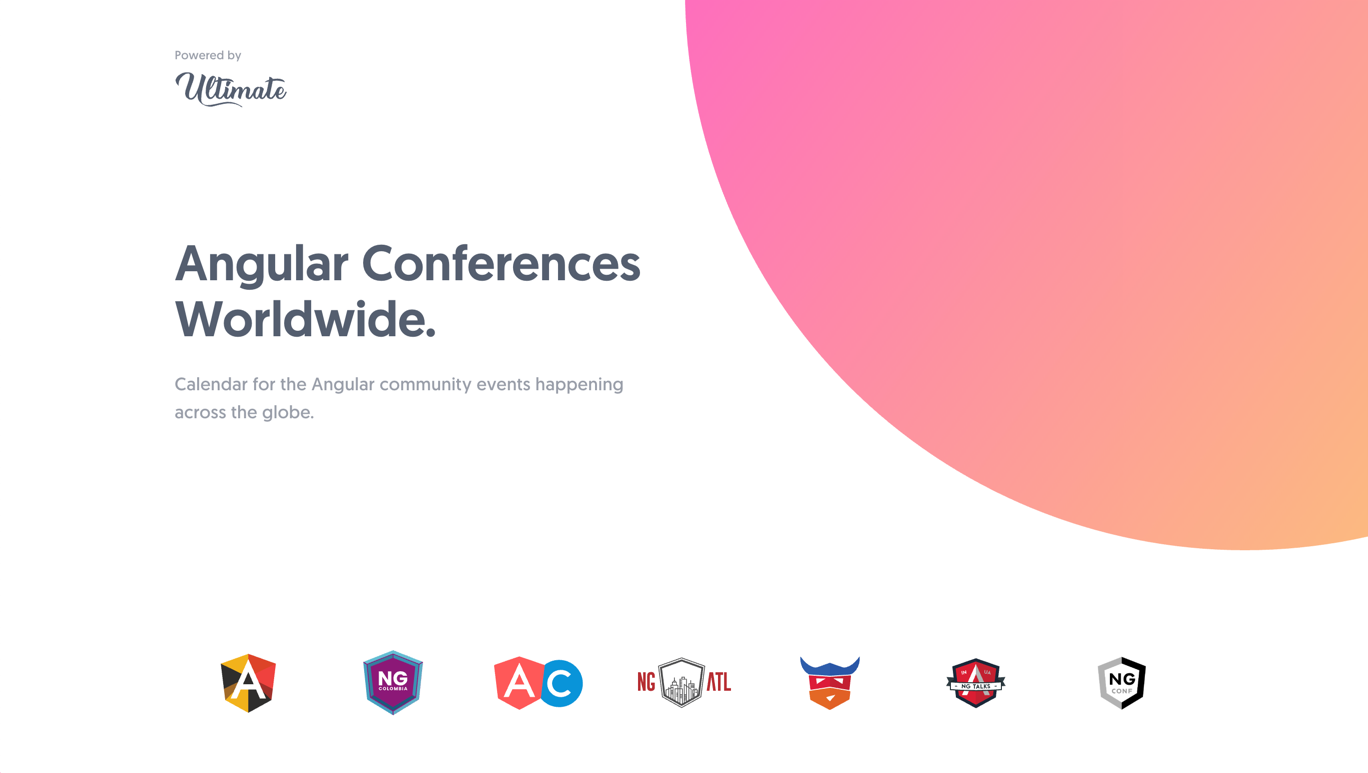 Powered by
Ultimate
Angular Conferences
Worldwide.
Calendar for the Angular community events happening
across the globe.
A
NG
COLOMBIA
A C
NG ATL
NG TALKS
NG
CONF